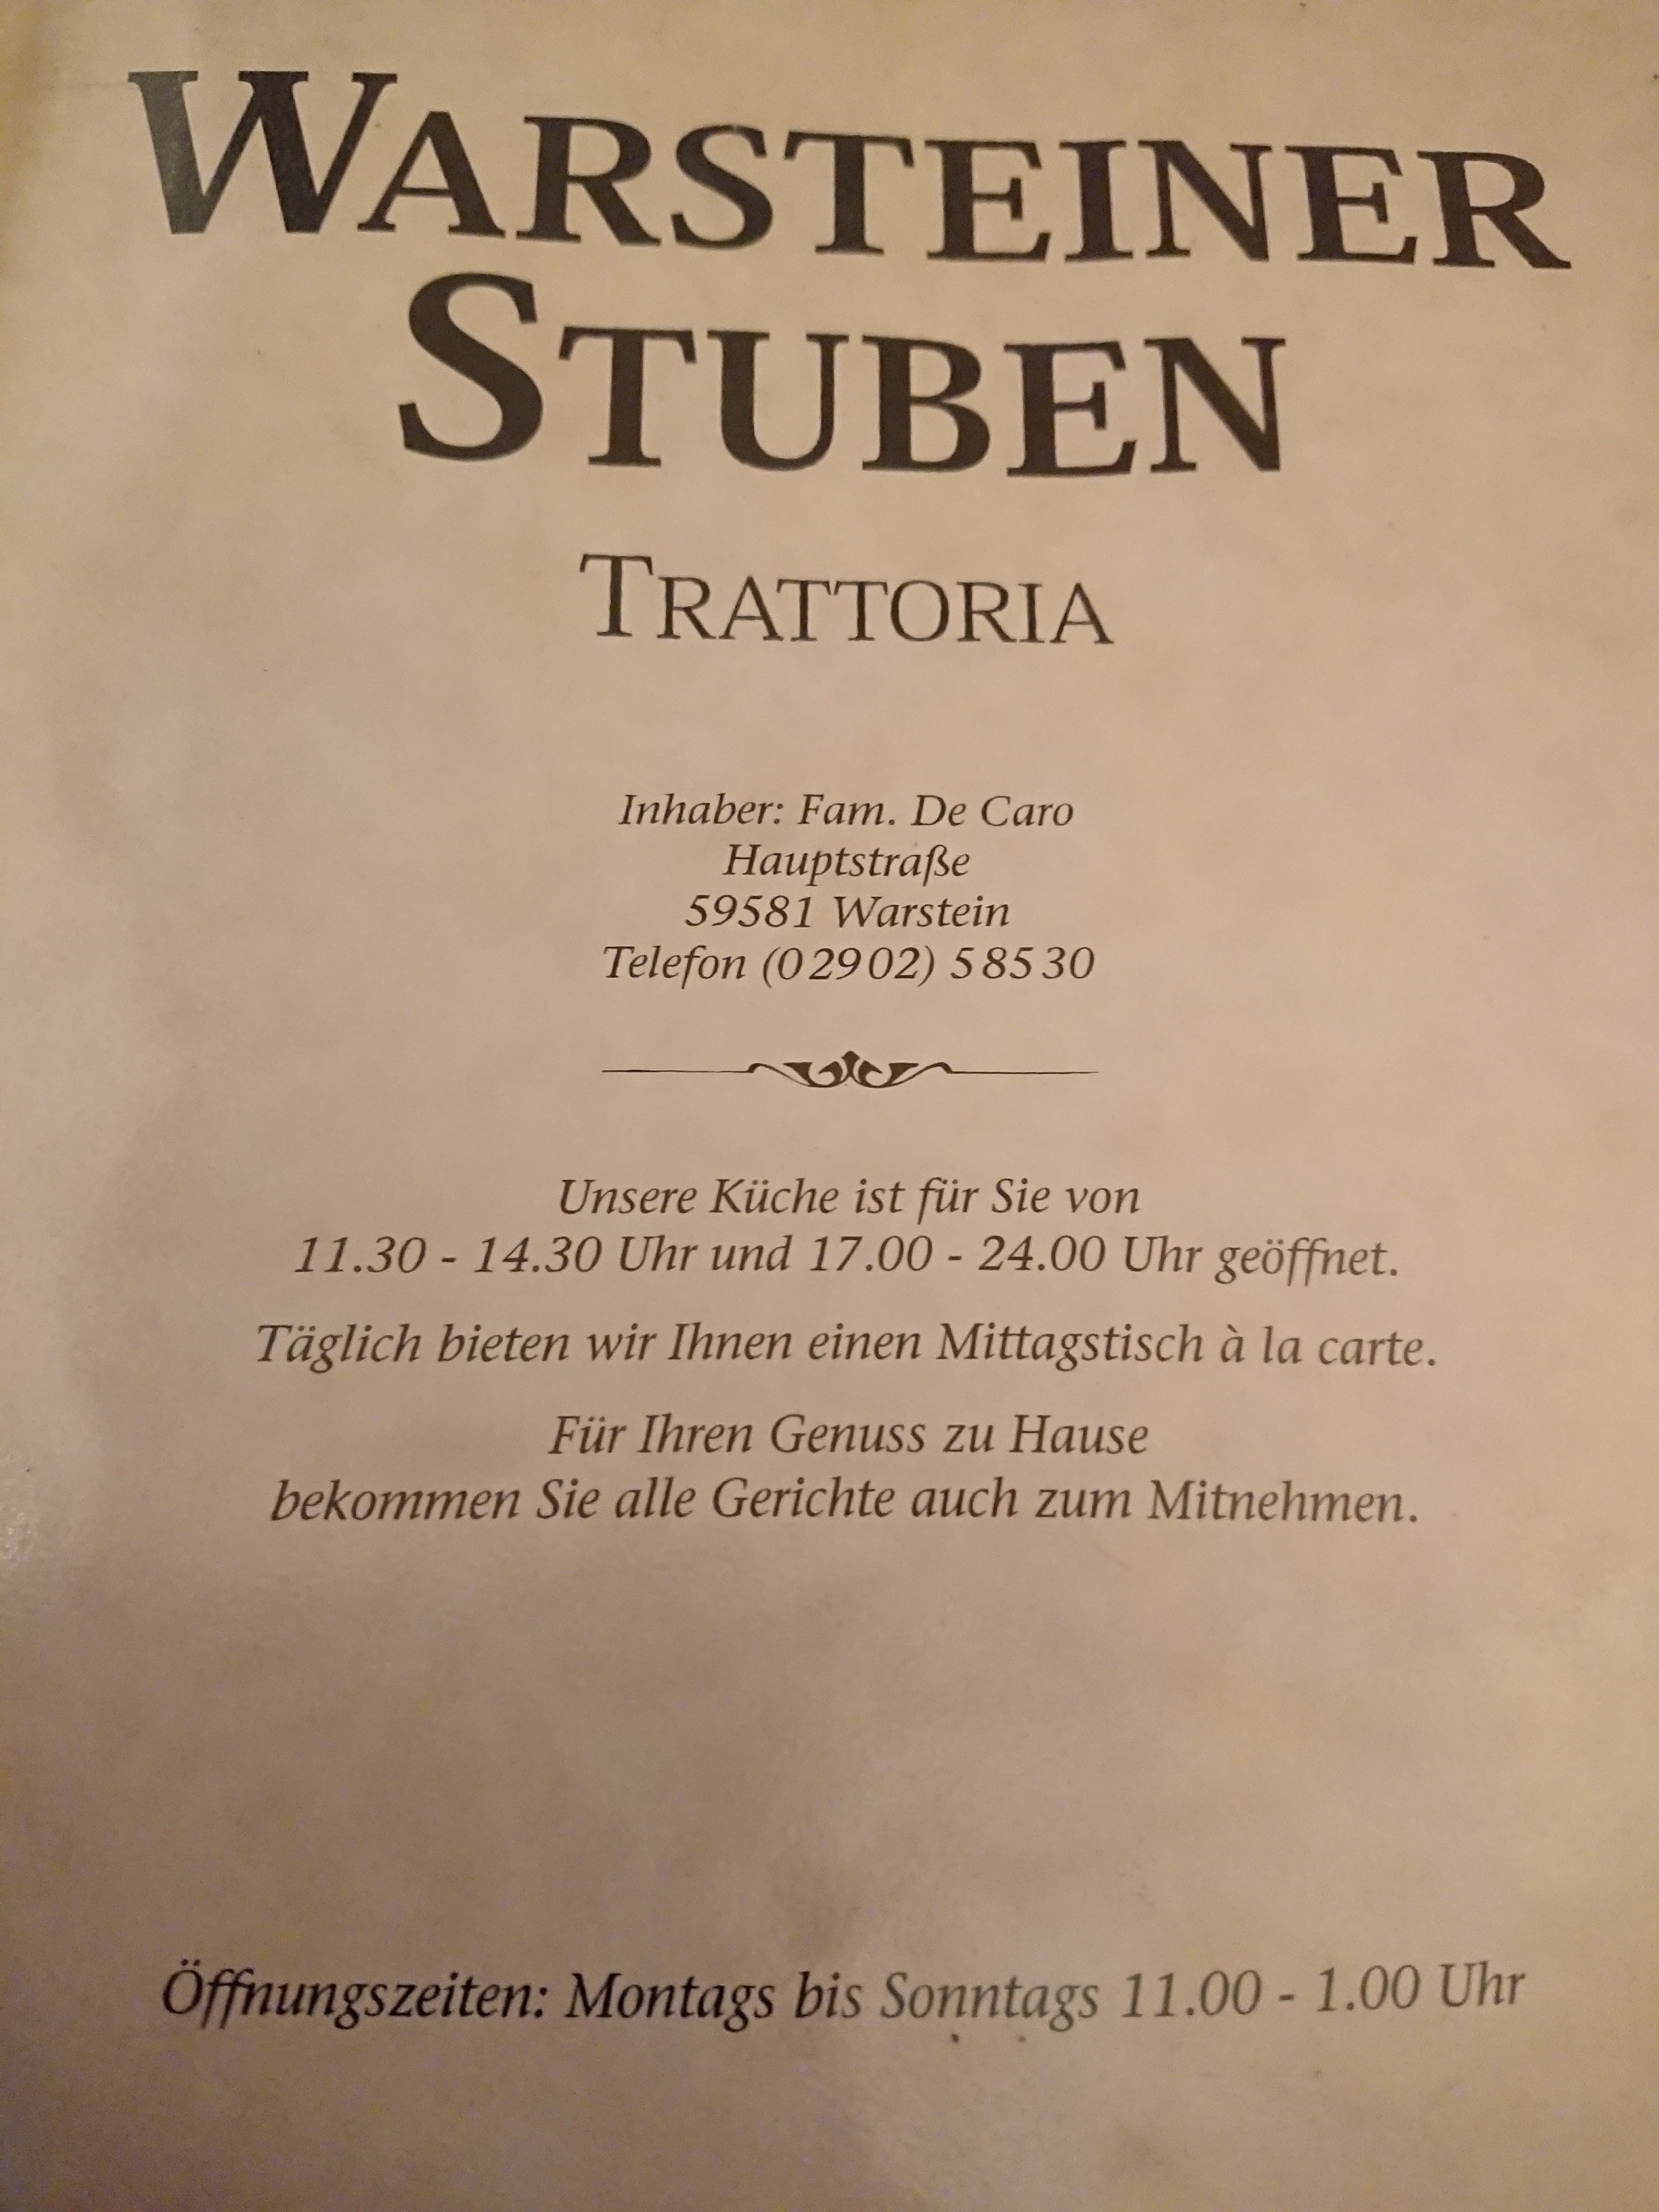 WARSTEINER
STUBEN
TRATTORIA
Inhaber: Fam. De Caro
Hauptstraße
59581 Warstein
Telefon (02902) 58530
Unsere Küche ist für Sie von
11.30 - 14.30 Uhr und 17.00 - 24.00 Uhr geöffnet.
Täglich bieten wir Ihnen einen Mittagstisch à la carte.
Für Ihren Genuss zu Hause
bekommen Sie alle Gerichte auch zum Mitnehmen.
Öffnungszeiten: Montags bis Sonntags 11.00 - 1.00 Uhr